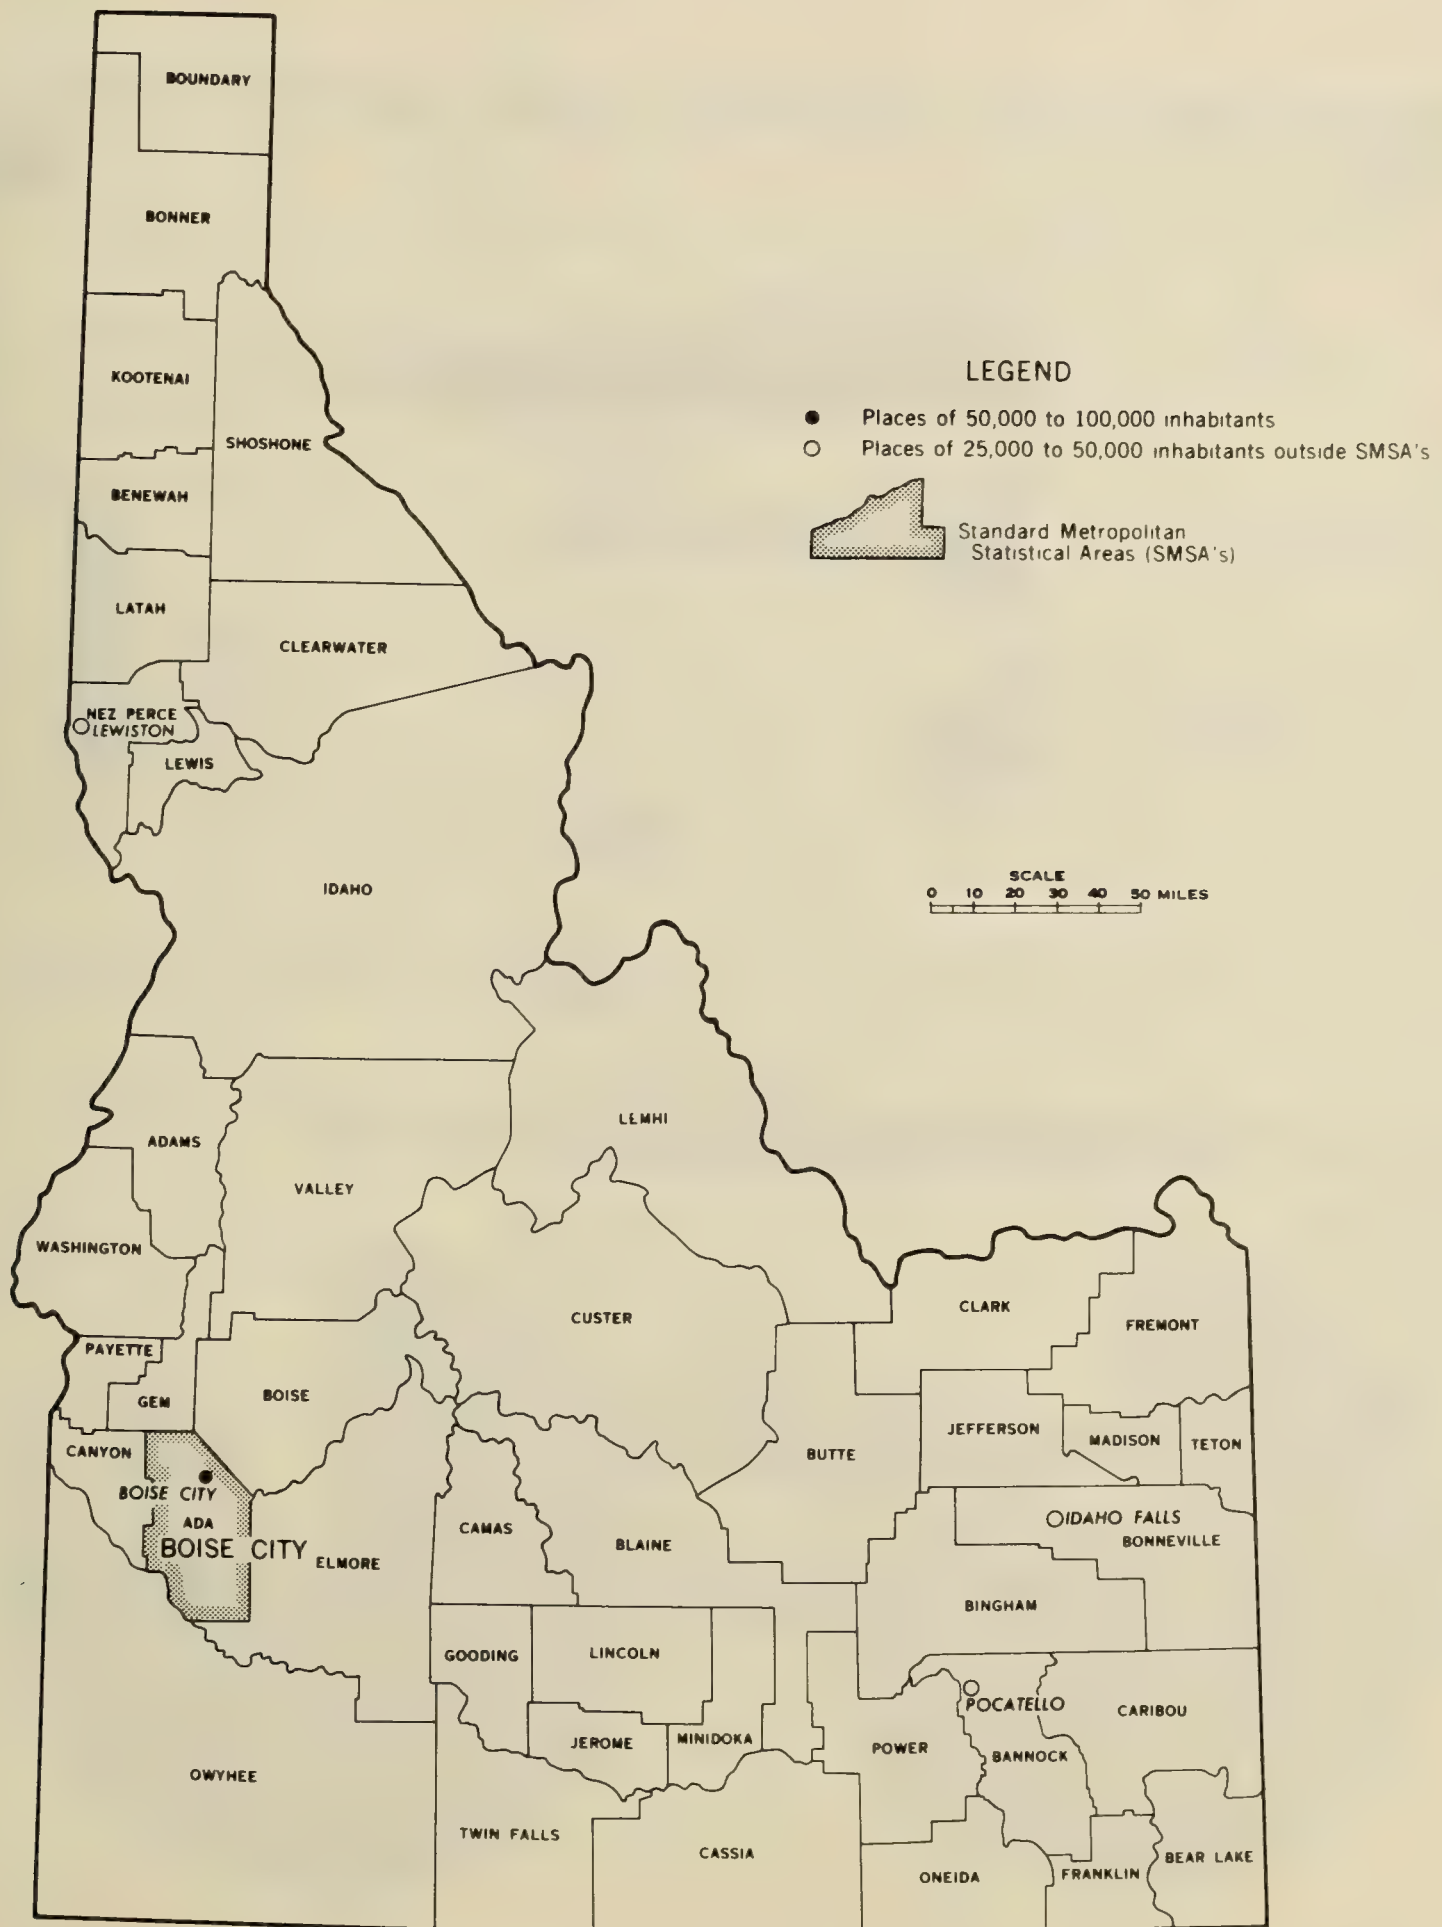 BOUNDARY
BONNER
KOOTENAI
SHOSHONE
BENEWAH
LATAH
CLEARWATER
NEZ PERCE
LEWISTON
LEWIS
IDAHO
LEGEND
Places of 50,000 to 100,000 inhabitants
Places of 25,000 to 50,000 inhabitants outside SMSA's
Standard Metropolitan
Statistical Areas (SMSA's)
SCALE
0 10 20 30 40 50 MILES
LEMHI
ADAMS
VALLEY
WASHINGTON
CUSTER
CLARK
FREMONT
PAYETTE
GEM
BOISE
JEFFERSON
MADISON
TETON
CANYON
BUTTE
BOISE CITY
ADA
BOISE CITY
ELMORE
CAMAS
BLAINE
IDAHO FALLS
BONNEVILLE
BINGHAM
GOODING
LINCOLN
POCATELLO
CARIBOU
JEROME
MINIDOKA
POWER
BANNOCK
OWYHEE
TWIN FALLS
CASSIA
ONEIDA
FRANKLIN
BEAR LAKE